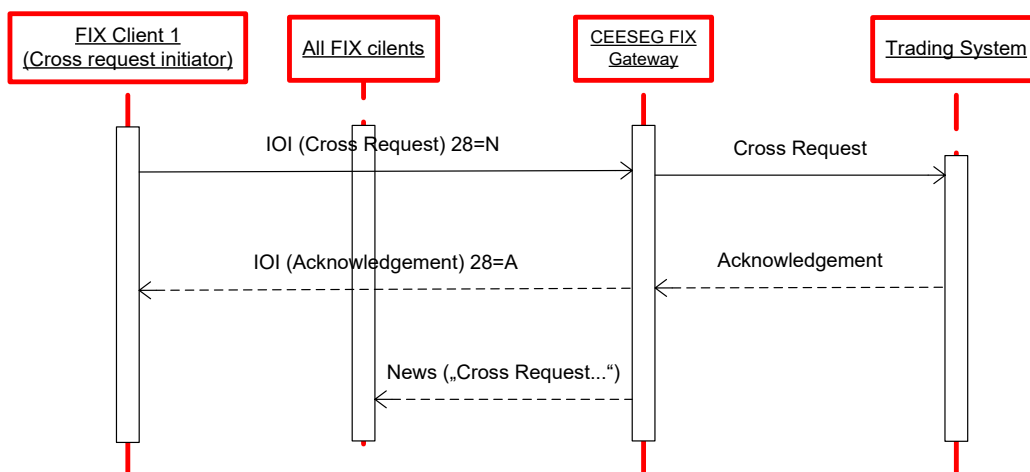 FIX Client 1
(Cross request initiator)
All FIX cilents
CEESEG FIX
Gateway
Trading System
IOI (Cross Request) 28=N
Cross Request
IOI (Acknowledgement) 28=A
Acknowledgement
News („Cross Request...“)